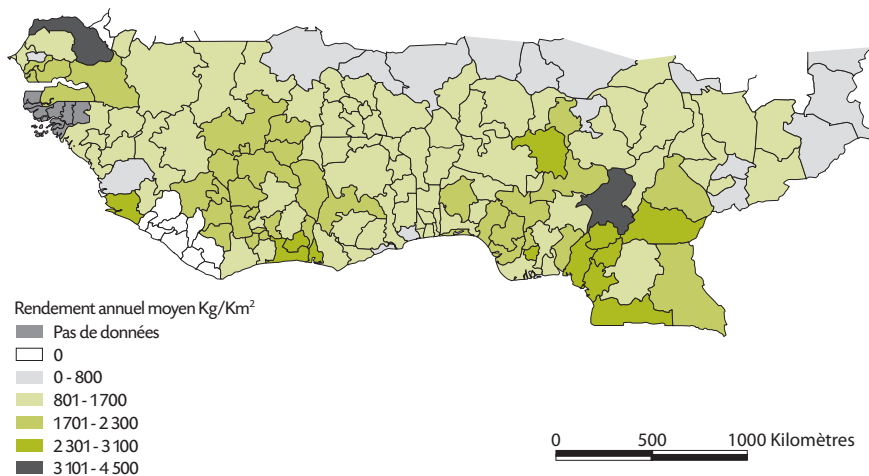 Rendement annuel moyen Kg/Km²
Pas de données
0
0 - 800
801 - 1700
1701 - 2 300
2 301 - 3 100
3 101 - 4 500
0 500 1000 Kilomètres